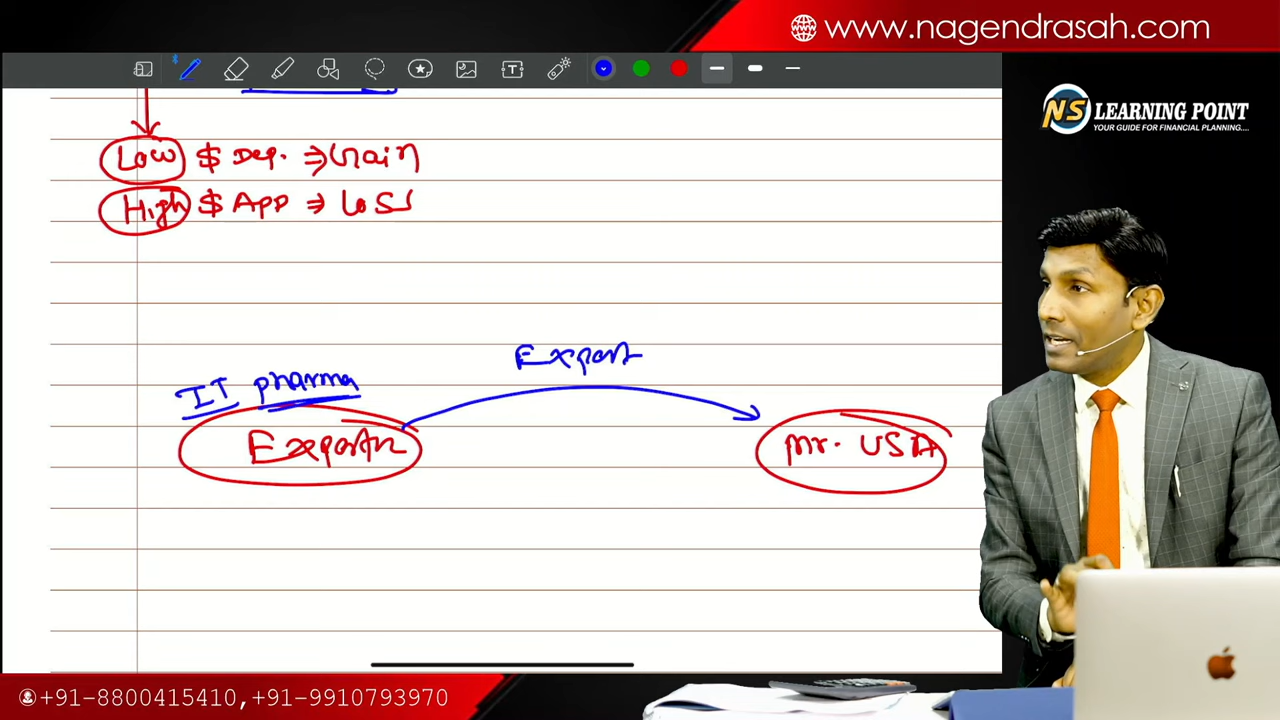 www.nagendrasah.com
NS LEARNING POINT
YOUR GUIDE FOR FINANCIAL PLANNING....
Low $ Dep. ⇒ Gain
High $ App ⇒ Loss
Export
IT pharma
Exporter
Mr. USA
+91-8800415410,+91-9910793970